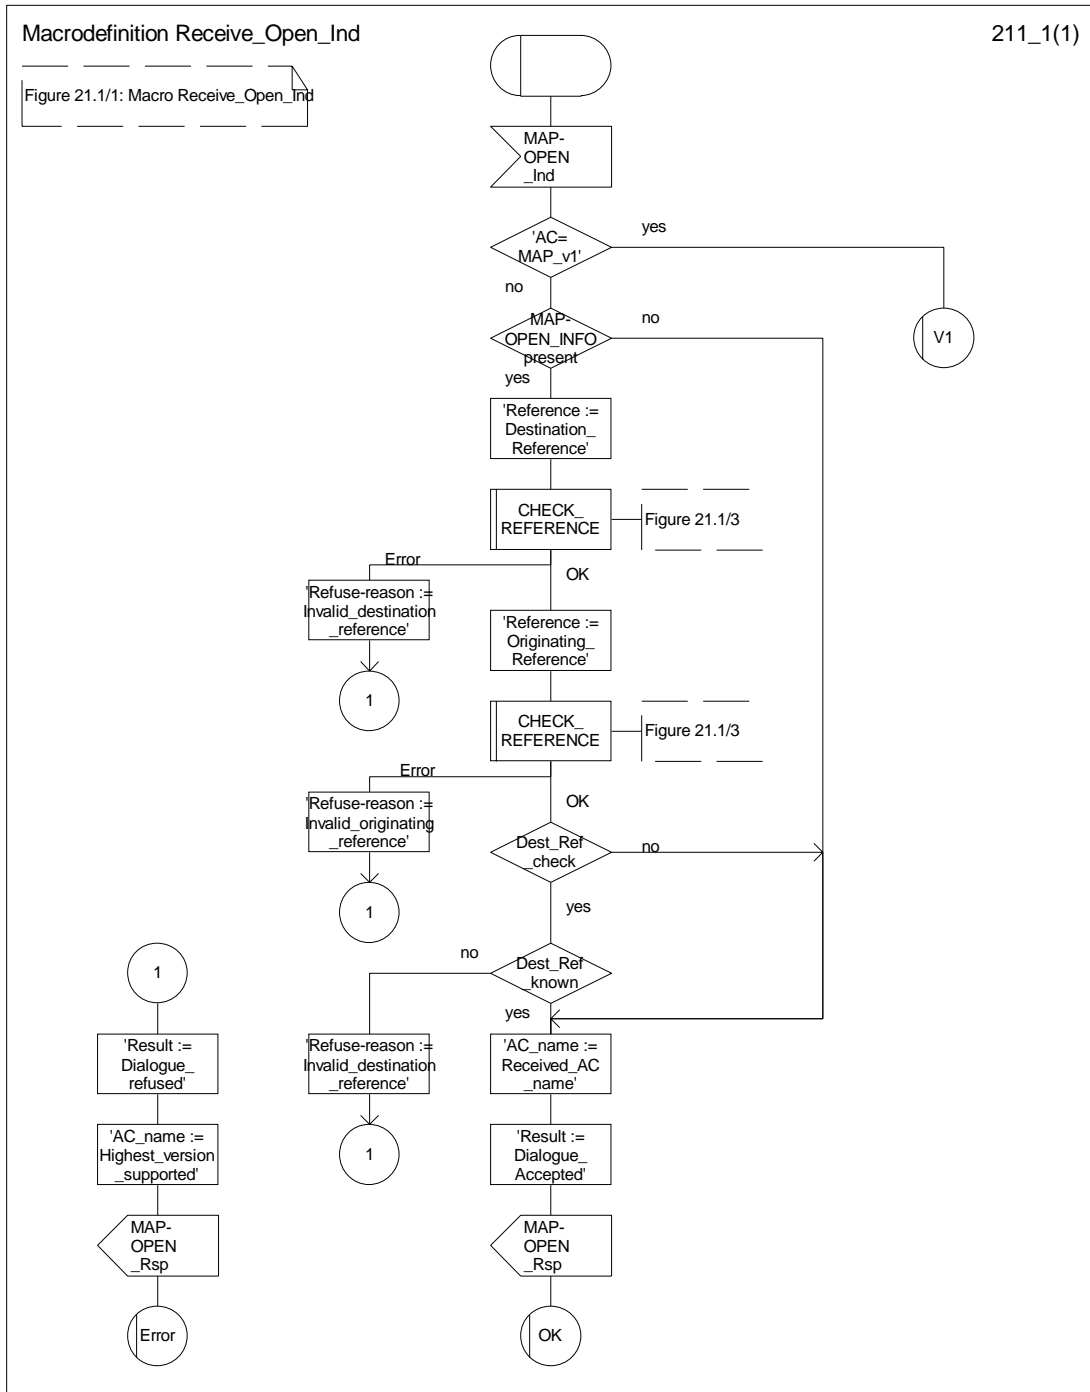 Macrodefinition Receive_Open_Ind
211_1(1)
Figure 21.1/1: Macro Receive_Open_Ind
MAP-
OPEN
_Ind
'AC=
MAP_v1'
yes
no
V1
MAP-
OPEN_INFO
present
no
yes
'Reference :=
Destination_
Reference'
CHECK_
REFERENCE
Figure 21.1/3
Error
OK
'Refuse-reason :=
Invalid_destination
_reference'
1
'Reference :=
Originating_
Reference'
CHECK_
REFERENCE
Figure 21.1/3
Error
OK
'Refuse-reason :=
Invalid_originating
_reference'
1
Dest_Ref
_check
no
yes
Dest_Ref
_known
no
yes
1
'Result :=
Dialogue_
refused'
'AC_name :=
Highest_version
_supported'
MAP-
OPEN
_Rsp
Error
'Refuse-reason :=
Invalid_destination
_reference'
1
'AC_name :=
Received_AC
_name'
'Result :=
Dialogue_
Accepted'
MAP-
OPEN
_Rsp
OK